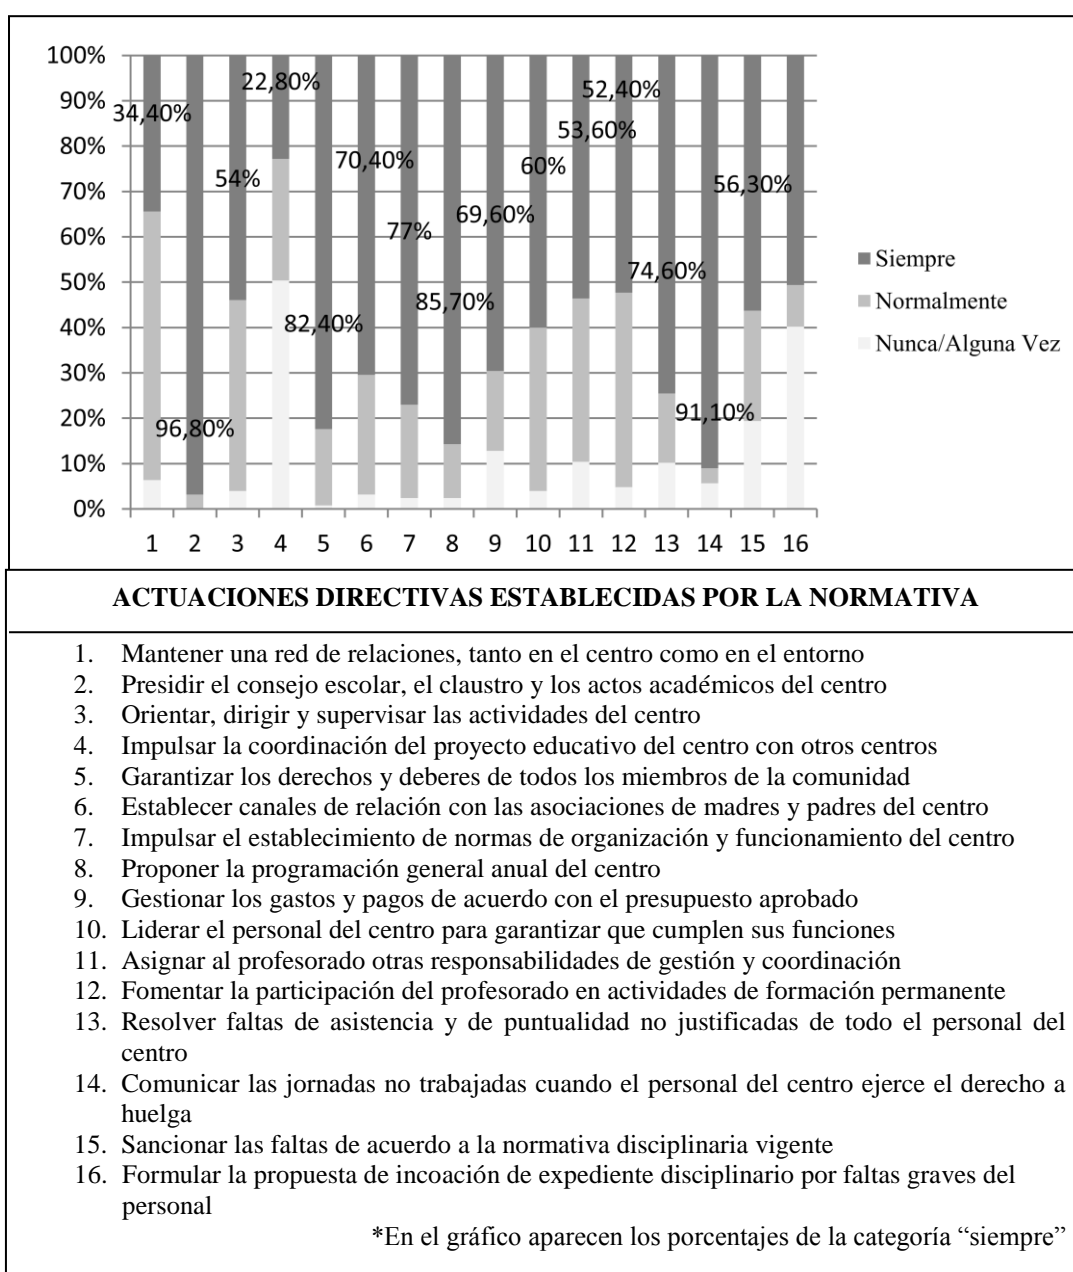 100%
90%
80%
70%
60%
50%
40%
30%
20%
10%
0%
34,40%
96,80%
54%
22,80%
82,40%
70,40%
77%
85,70%
69,60%
60%
53,60%
52,40%
74,60%
91,10%
56,30%
1 2 3 4 5 6 7 8 9 10 11 12 13 14 15 16
Siempre
Normalmente
Nunca/Alguna Vez
ACTUACIONES DIRECTIVAS ESTABLECIDAS POR LA NORMATIVA
1. Mantener una red de relaciones, tanto en el centro como en el entorno
2. Presidir el consejo escolar, el claustro y los actos académicos del centro
3. Orientar, dirigir y supervisar las actividades del centro
4. Impulsar la coordinación del proyecto educativo del centro con otros centros
5. Garantizar los derechos y deberes de todos los miembros de la comunidad
6. Establecer canales de relación con las asociaciones de madres y padres del centro
7. Impulsar el establecimiento de normas de organización y funcionamiento del centro
8. Proponer la programación general anual del centro
9. Gestionar los gastos y pagos de acuerdo con el presupuesto aprobado
10. Liderar el personal del centro para garantizar que cumplen sus funciones
11. Asignar al profesorado otras responsabilidades de gestión y coordinación
12. Fomentar la participación del profesorado en actividades de formación permanente
13. Resolver faltas de asistencia y de puntualidad no justificadas de todo el personal del
centro
14. Comunicar las jornadas no trabajadas cuando el personal del centro ejerce el derecho a
huelga
15. Sancionar las faltas de acuerdo a la normativa disciplinaria vigente
16. Formular la propuesta de incoación de expediente disciplinario por faltas graves del
personal
*En el gráfico aparecen los porcentajes de la categoría “siempre”